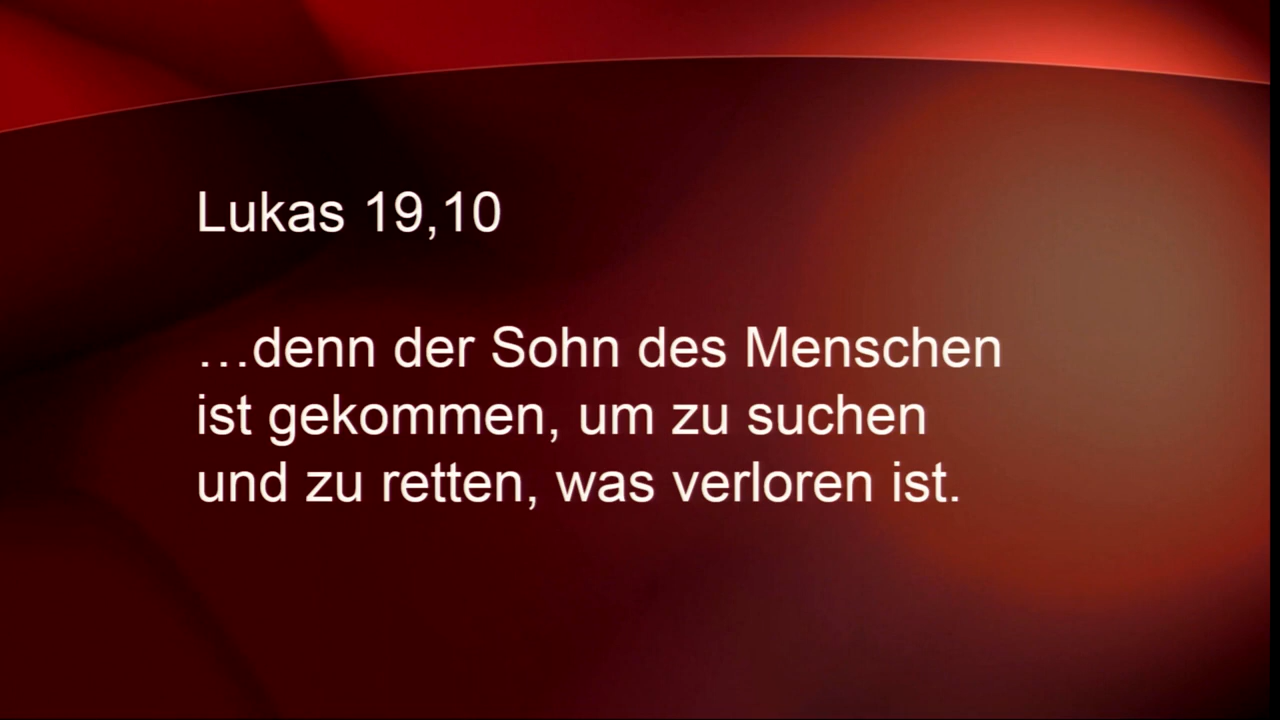 Lukas 19,10
…denn der Sohn des Menschen
ist gekommen, um zu suchen
und zu retten, was verloren ist.